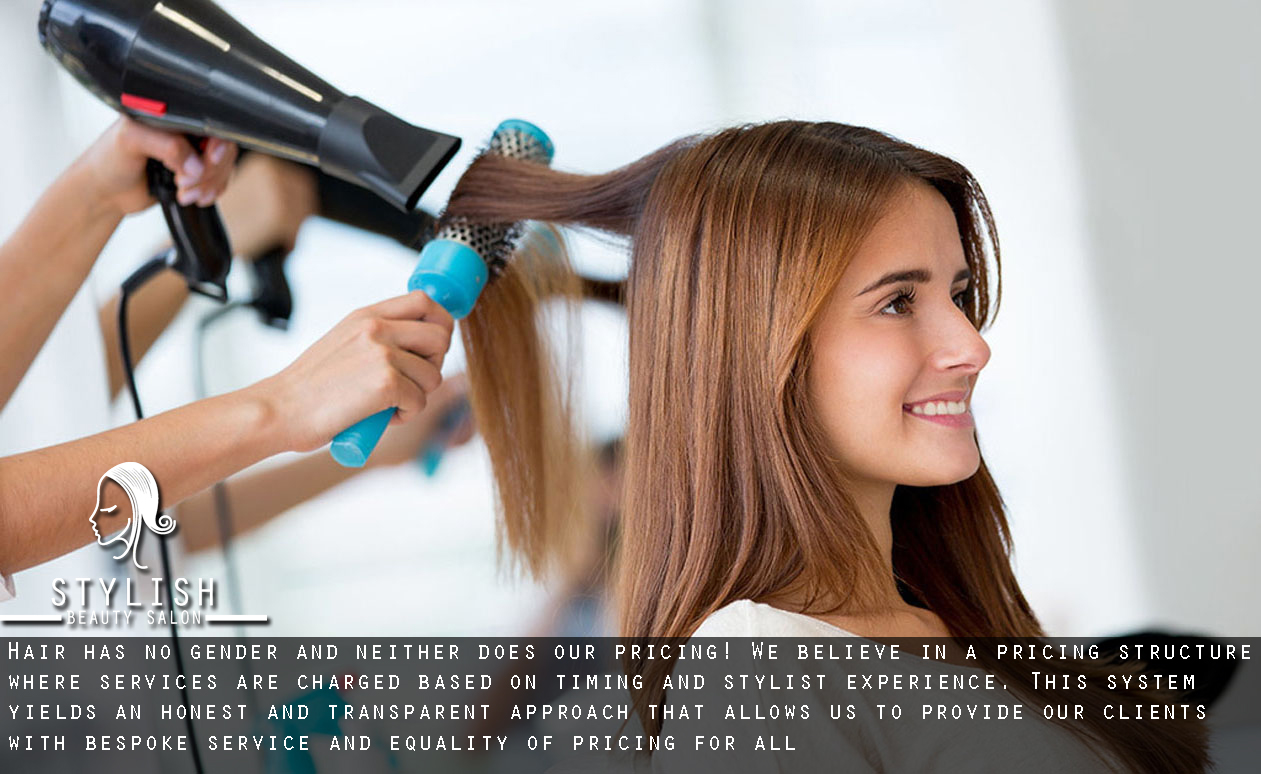 STYLISH
BEAUTY SALON
Hair has no gender and neither does our pricing! We believe in a pricing structure
where services are charged based on timing and stylist experience. This system
yields an honest and transparent approach that allows us to provide our clients
with bespoke service and equality of pricing for all